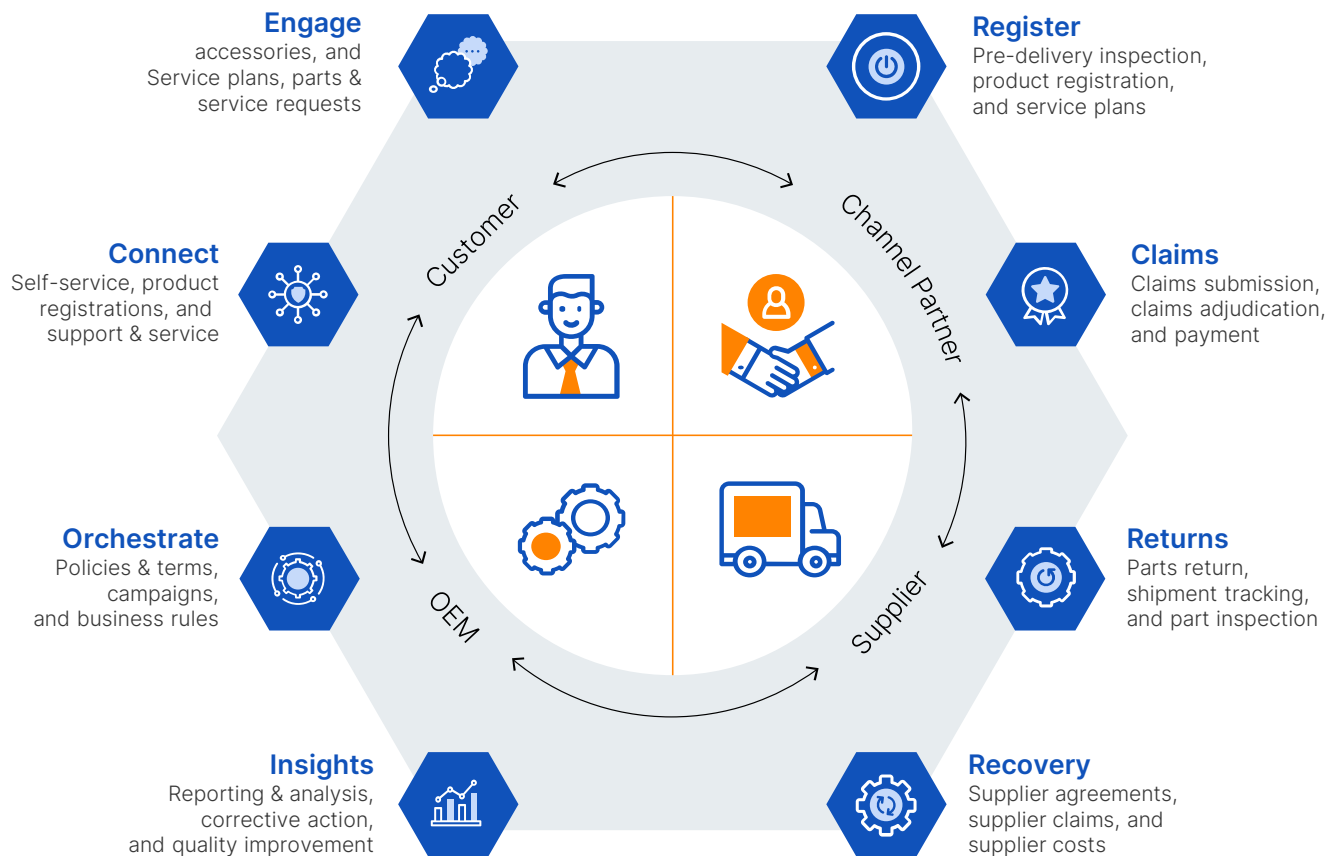 Engage
accessories, and
Service plans, parts &
service requests
Register
Pre-delivery inspection,
product registration,
and service plans
Customer
Channel Partner
Connect
Self-service, product
registrations, and
support & service
Claims
Claims submission,
claims adjudication,
and payment
Orchestrate
Policies & terms,
campaigns,
and business rules
OEM
Supplier
Returns
Parts return,
shipment tracking,
and part inspection
Insights
Reporting & analysis,
corrective action,
and quality improvement
Recovery
Supplier agreements,
supplier claims, and
supplier costs